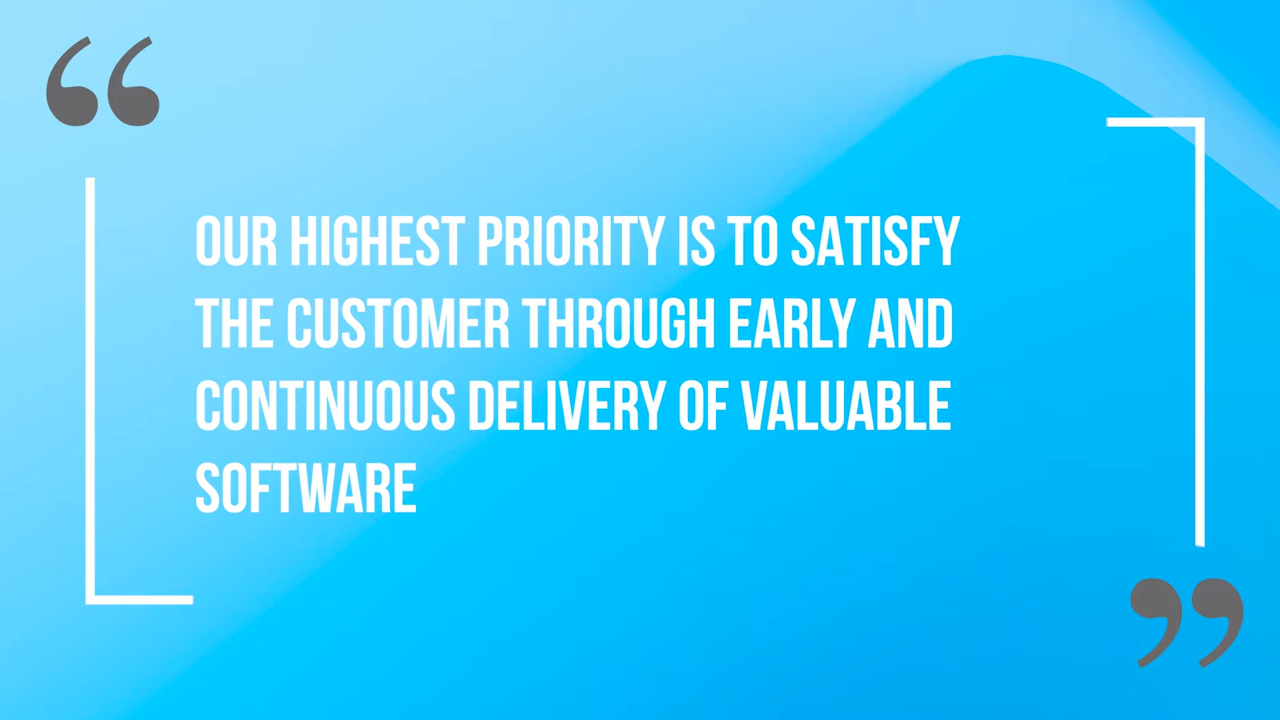 OUR HIGHEST PRIORITY IS TO SATISFY
THE CUSTOMER THROUGH EARLY AND
CONTINUOUS DELIVERY OF VALUABLE
SOFTWARE